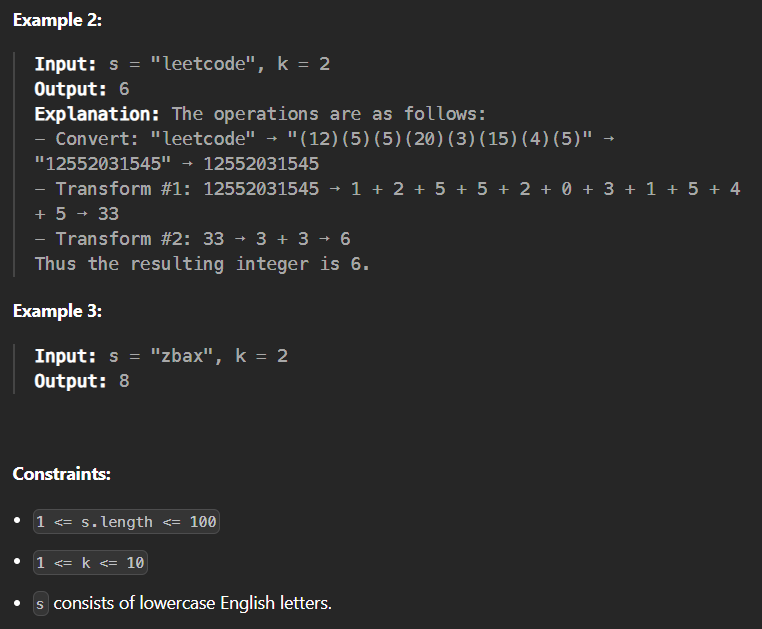 Example 2:
Input: s = "leetcode", k = 2
Output: 6
Explanation: The operations are as follows:
- Convert: "leetcode" → "(12)(5)(5)(20)(3)(15)(4)(5)" →
"12552031545" → 12552031545
- Transform #1: 12552031545 → 1 + 2 + 5 + 5 + 2 + 0 + 3 + 1 + 5 + 4
+ 5 → 33
- Transform #2: 33 → 3 + 3 → 6
Thus the resulting integer is 6.
Example 3:
Input: s = "zbax", k = 2
Output: 8
Constraints:
• 1 <= s.length <= 100
• 1 <= k <= 10
• s consists of lowercase English letters.